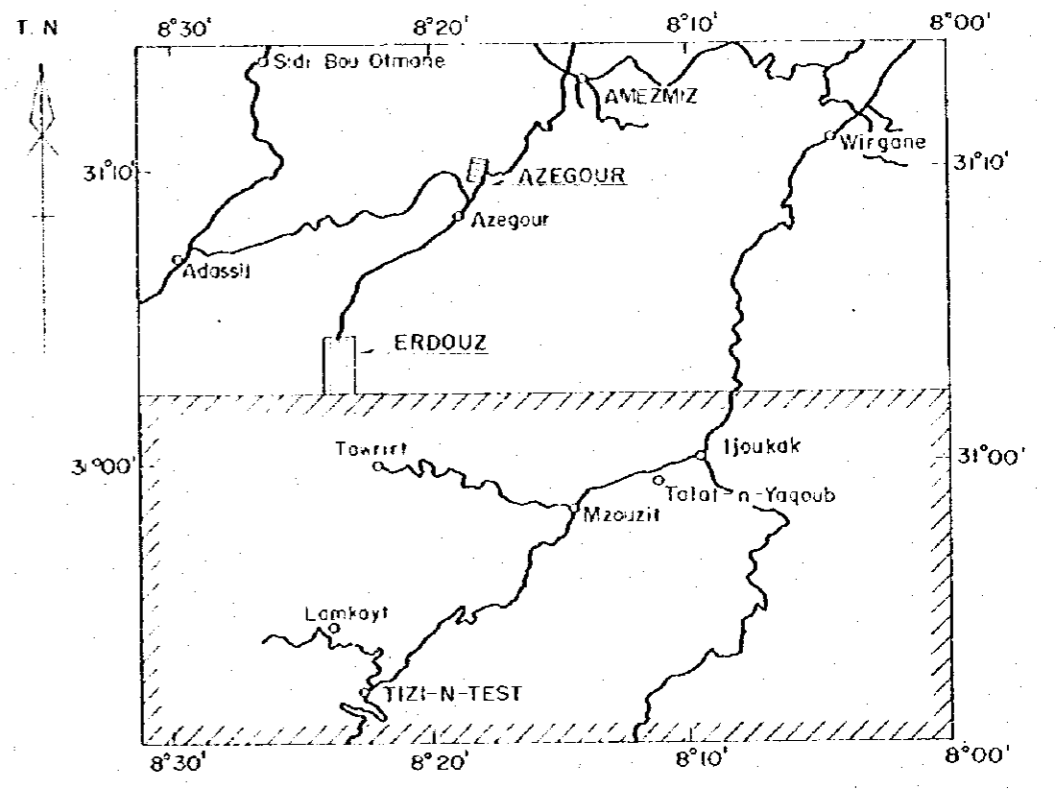 T. N
8°30' 8°20' 8°10' 8°00'
Sidi Bou Otmane
AMEZMIZ
Wirgane
31°10' 31°10'
AZEGOUR
Azegour
Adassil
ERDOUZ
Tawrirt
Ijoukak
31°00' 31°00'
Talat-n-Yaqoub
Mzouzit
Lamkayt
TIZI-N-TEST
8°30' 8°20' 8°10' 8°00'